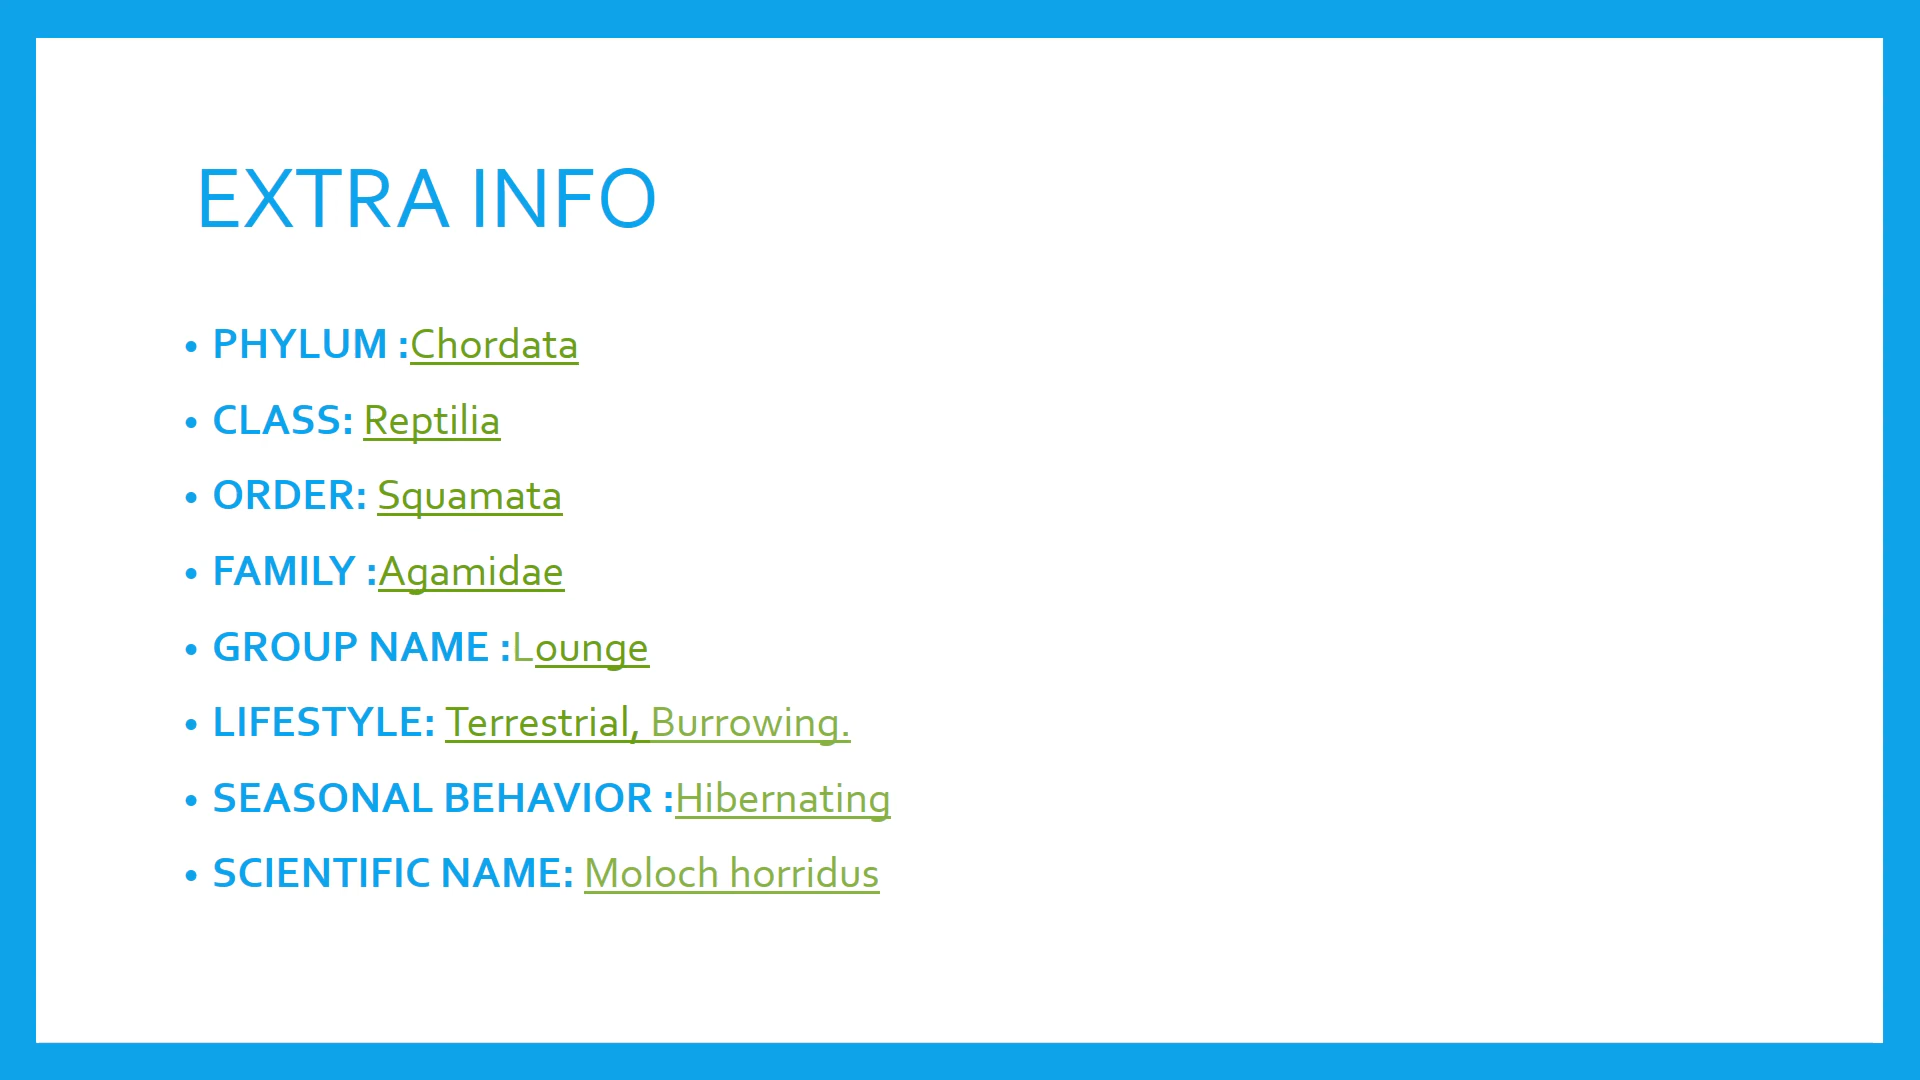 EXTRA INFO
• PHYLUM :Chordata
• CLASS: Reptilia
• ORDER: Squamata
• FAMILY :Agamidae
• GROUP NAME :Lounge
• LIFESTYLE: Terrestrial, Burrowing.
• SEASONAL BEHAVIOR :Hibernating
• SCIENTIFIC NAME: Moloch horridus